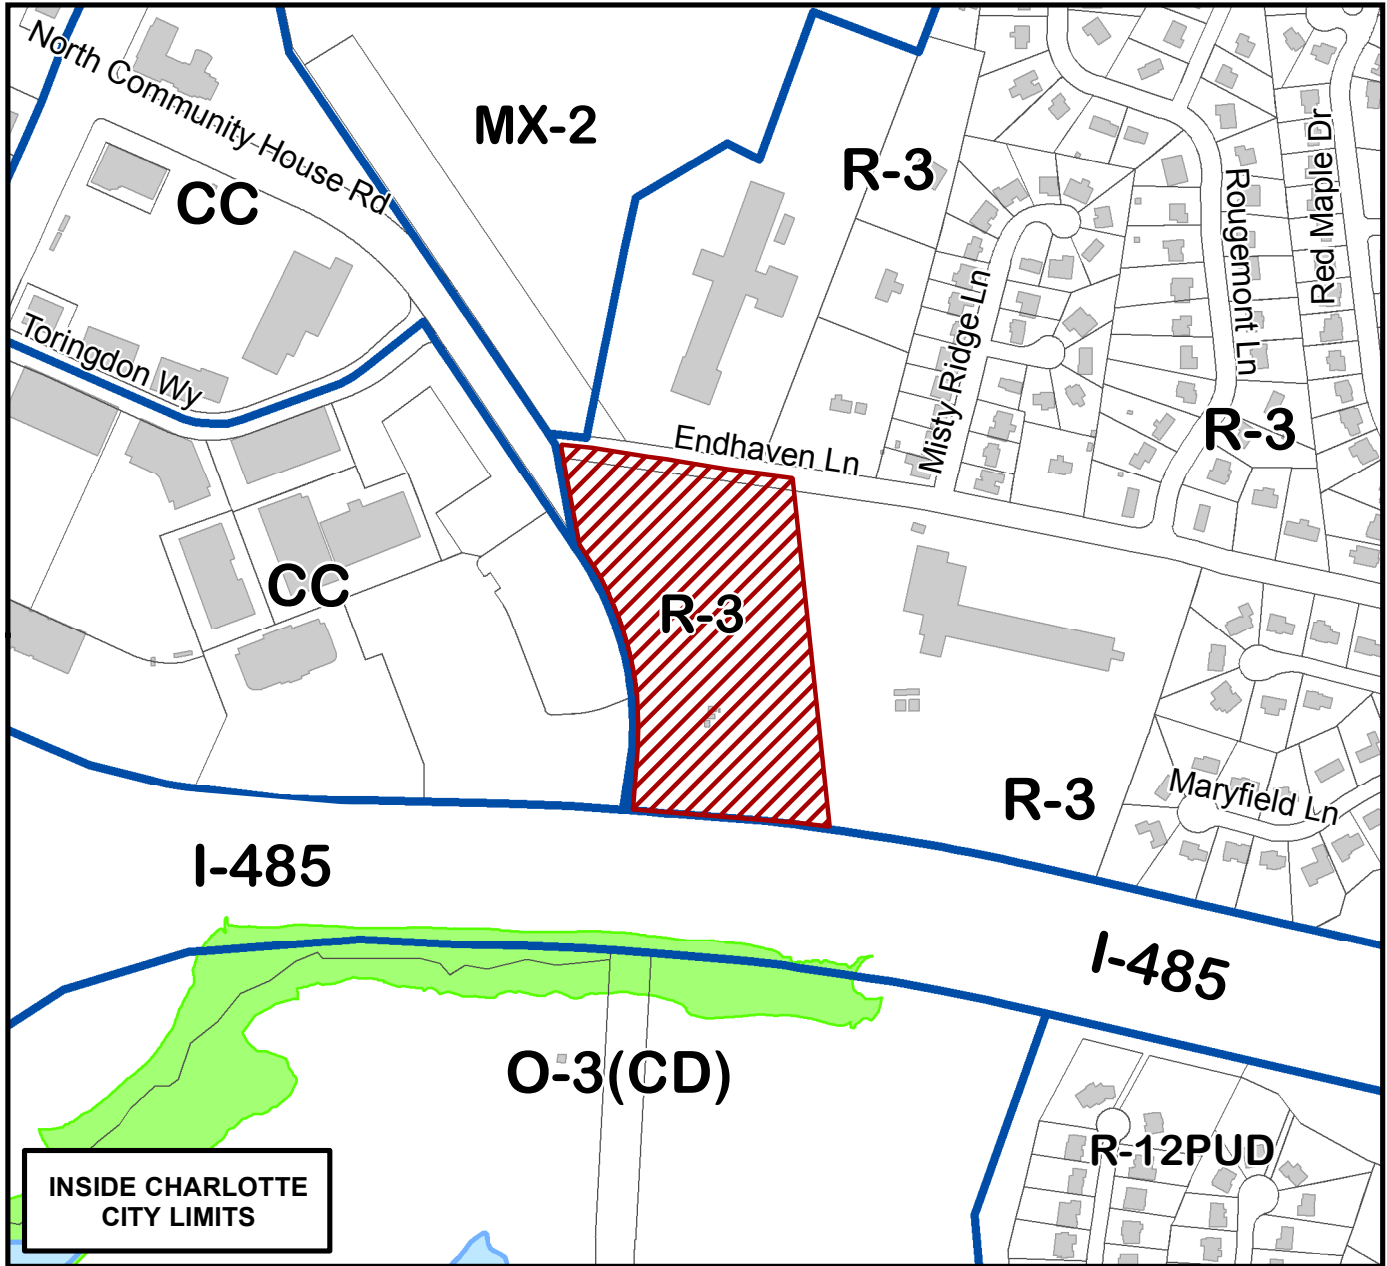 North Community House Rd
MX-2
R-3
CC
Rougemont Ln
Red Maple Dr
Misty Ridge Ln
Toringdon Wy
R-3
Endhaven Ln
CC
R-3
R-3
Maryfield Ln
I-485
I-485
O-3(CD)
R-12PUD
INSIDE CHARLOTTE
CITY LIMITS